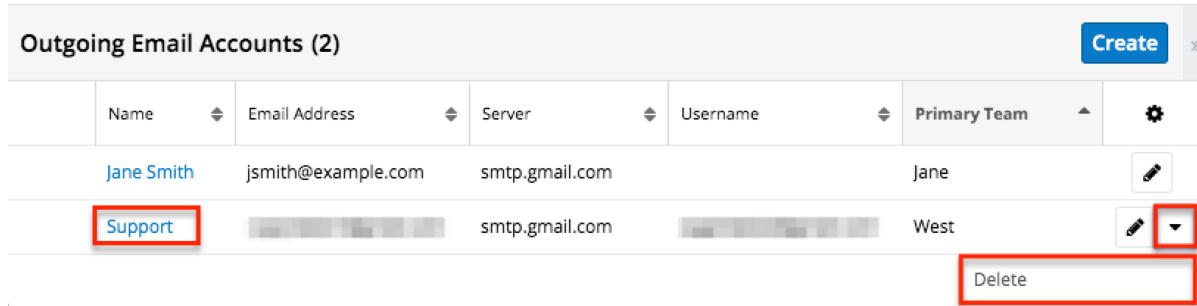 Outgoing Email Accounts (2) Create x
Name Email Address Server Username Primary Team
Jane Smith jsmith@example.com smtp.gmail.com Jane
Support smtp.gmail.com West
Delete